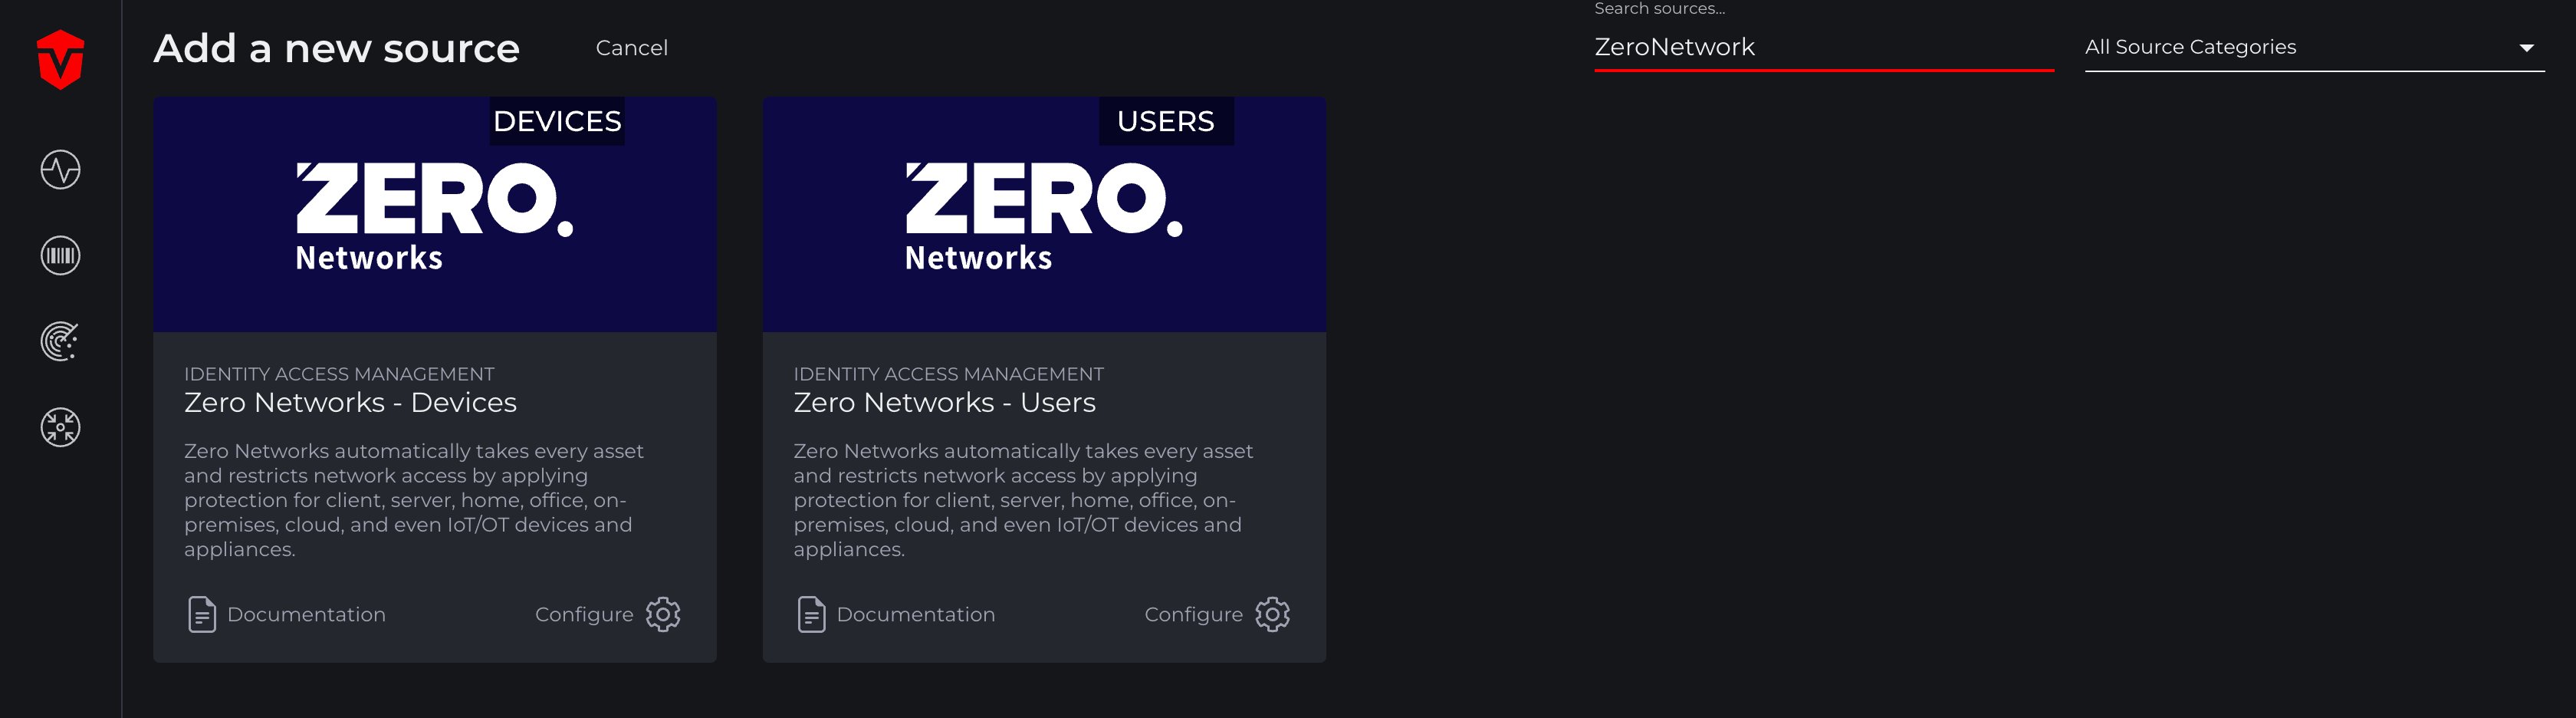 Search sources...
Add a new source
Cancel
ZeroNetwork
All Source Categories
DEVICES
ZERO.
Networks
IDENTITY ACCESS MANAGEMENT
Zero Networks - Devices
Zero Networks automatically takes every asset
and restricts network access by applying
protection for client, server, home, office, on-
premises, cloud, and even IoT/OT devices and
appliances.
Documentation
Configure
USERS
ZERO.
Networks
IDENTITY ACCESS MANAGEMENT
Zero Networks - Users
Zero Networks automatically takes every asset
and restricts network access by applying
protection for client, server, home, office, on-
premises, cloud, and even IoT/OT devices and
appliances.
Documentation
Configure